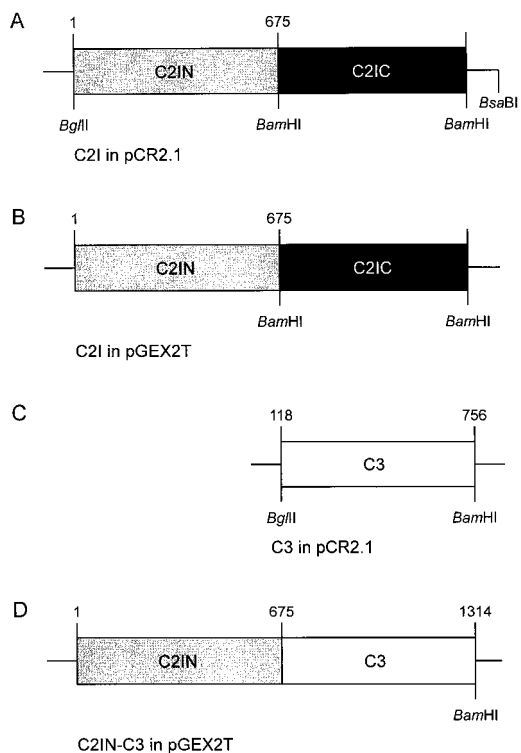 A
1 675
C2IN C2IC
BsaBI
BglII BamHI BamHI
C2I in pCR2.1
B
1 675
C2IN C2IC
BamHI BamHI
C2I in pGEX2T
C
118 756
C3
BglII BamHI
C3 in pCR2.1
D
1 675 1314
C2IN C3
BamHI
C2IN-C3 in pGEX2T